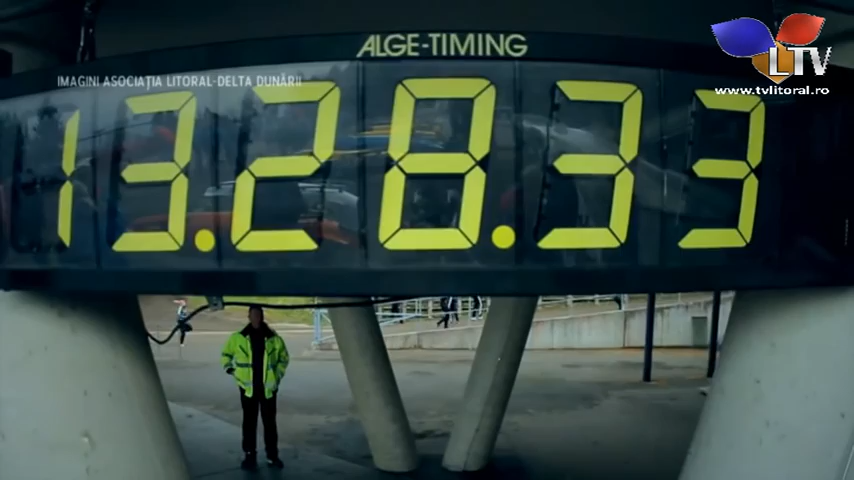 ALGE-TIMING
LTV
www.tvlitoral.ro
IMAGINI ASOCIAȚIA LITORAL-DELTA DUNĂRII
13.28.33